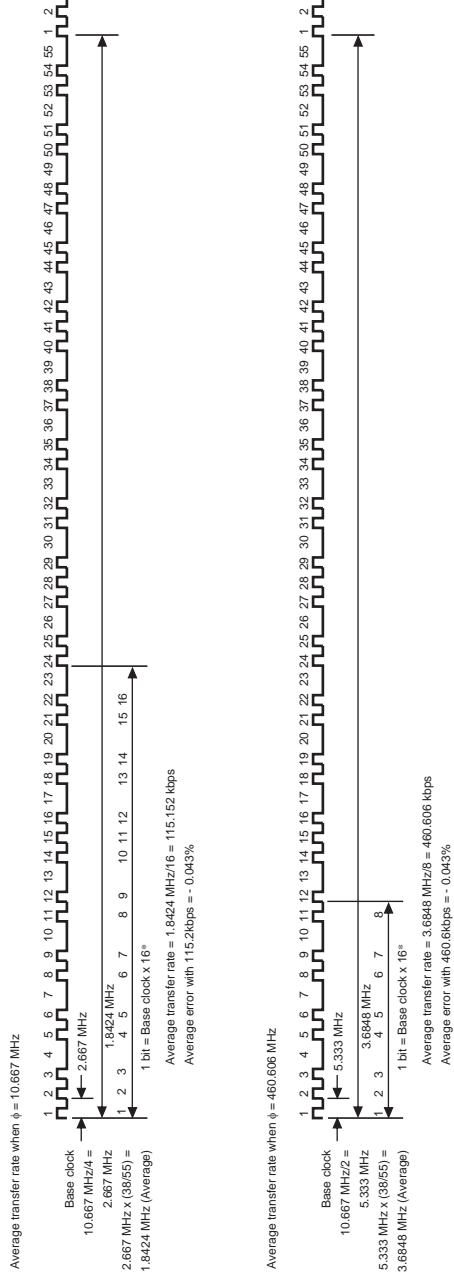 Average transfer rate when ϕ = 10.667 MHz
1 2 3 4 5 6 7 8 9 10 11 12 13 14 15 16 17 18 19 20 21 22 23 24 25 26 27 28 29 30 31 32 33 34 35 36 37 38 39 40 41 42 43 44 45 46 47 48 49 50 51 52 53 54 55 1 2
Base clock
10.667 MHz/4 =
2.667 MHz
2.667 MHz x (38/55) =
1.8424 MHz (Average)
2.667 MHz
1.8424 MHz
1 2 3 4 5 6 7 8 9 10 11 12 13 14 15 16
1 bit = Base clock x 16*
Average transfer rate = 1.8424 MHz/16 = 115.152 kbps
Average error with 115.2kbps = - 0.043%
Average transfer rate when ϕ = 460.606 MHz
1 2 3 4 5 6 7 8 9 10 11 12 13 14 15 16 17 18 19 20 21 22 23 24 25 26 27 28 29 30 31 32 33 34 35 36 37 38 39 40 41 42 43 44 45 46 47 48 49 50 51 52 53 54 55 1 2
Base clock
10.667 MHz/2 =
5.333 MHz
5.333 MHz x (38/55) =
3.6848 MHz (Average)
5.333 MHz
3.6848 MHz
1 2 3 4 5 6 7 8
1 bit = Base clock x 16*
Average transfer rate = 3.6848 MHz/8 = 460.606 kbps
Average error with 460.6kbps = - 0.043%